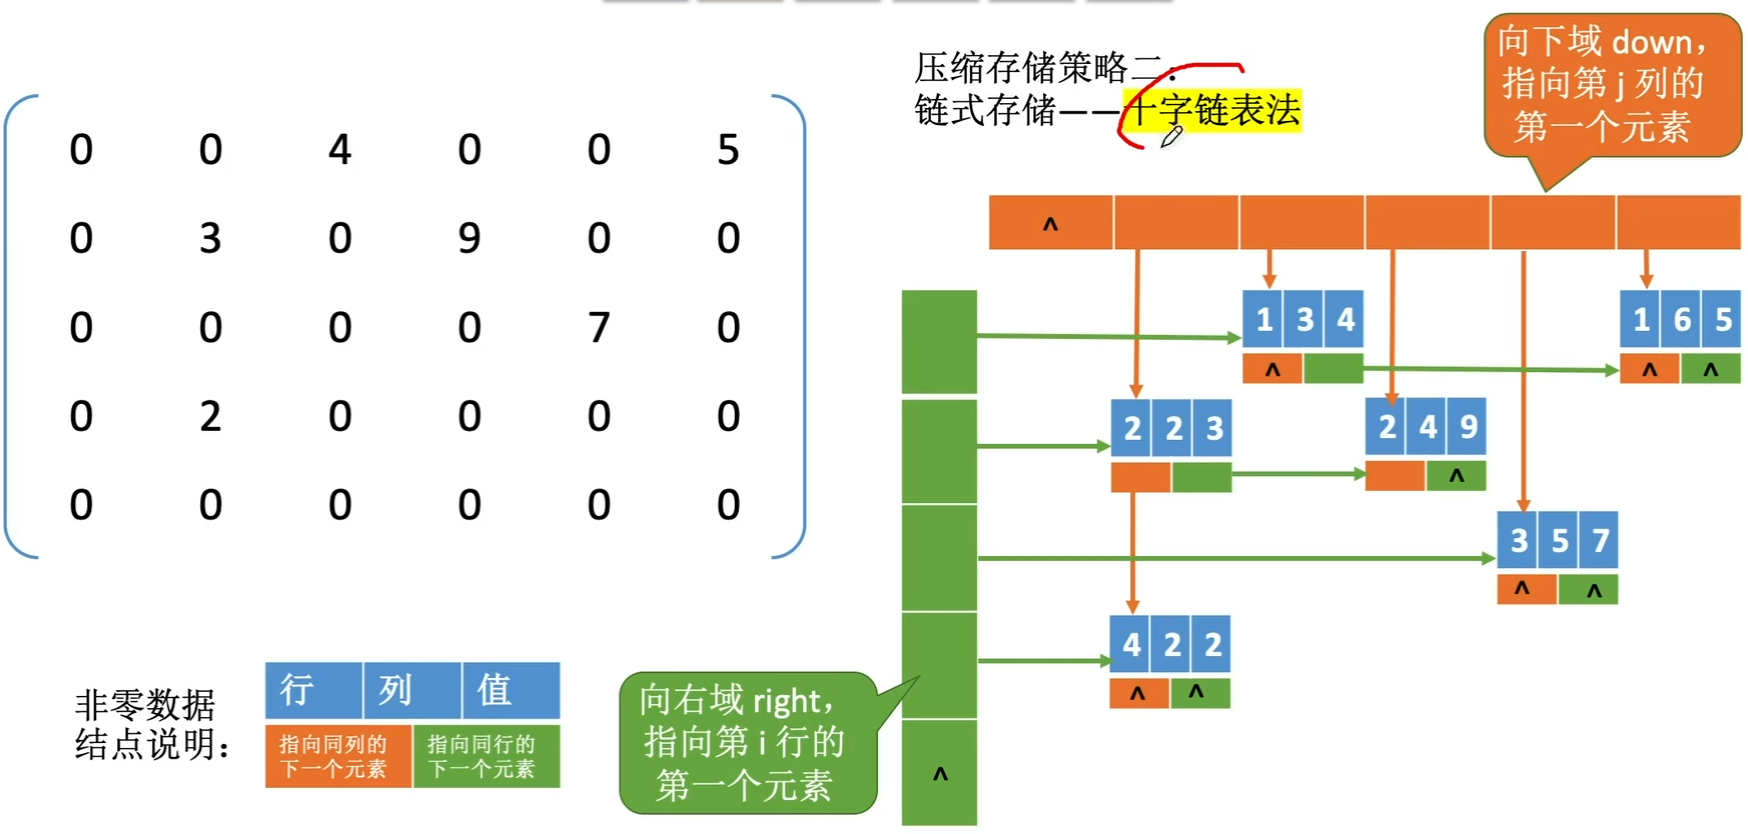 压缩存储策略二:
链式存储——十字链表法
向下域 down，
指向第 j 列的
第一个元素
0 0 4 0 0 5
0 3 0 9 0 0
0 0 0 0 7 0
0 2 0 0 0 0
0 0 0 0 0 0
^
1 3 4
^
1 6 5
^ ^
2 2 3
2 4 9
^
3 5 7
^ ^
4 2 2
^ ^
^
非零数据
结点说明：
行 列 值
指向同列的
下一个元素
指向同行的
下一个元素
向右域 right，
指向第 i 行的
第一个元素